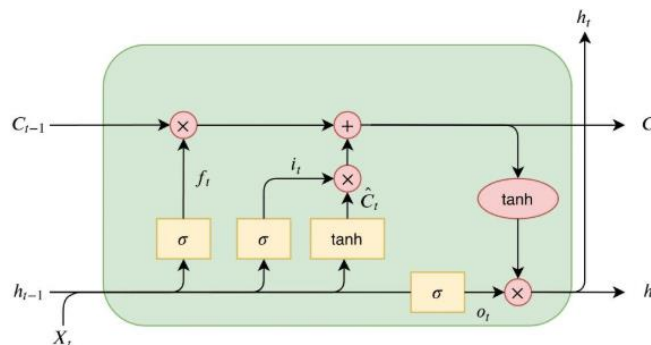 h_t
C_{t-1} × + C
f_t i_t × Ĉ_t tanh
σ σ tanh
h_{t-1} σ o_t × h
X_t